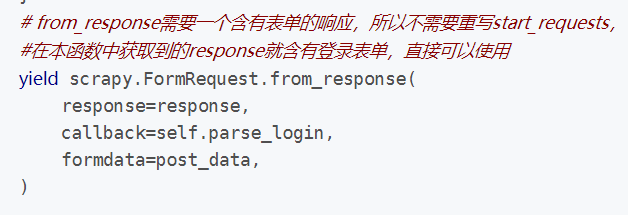 # from_response需要一个含有表单的响应，所以不需要重写start_requests，
#在本函数中获取到的response就含有登录表单，直接可以使用
yield scrapy.FormRequest.from_response(
    response=response,
    callback=self.parse_login,
    formdata=post_data,
)